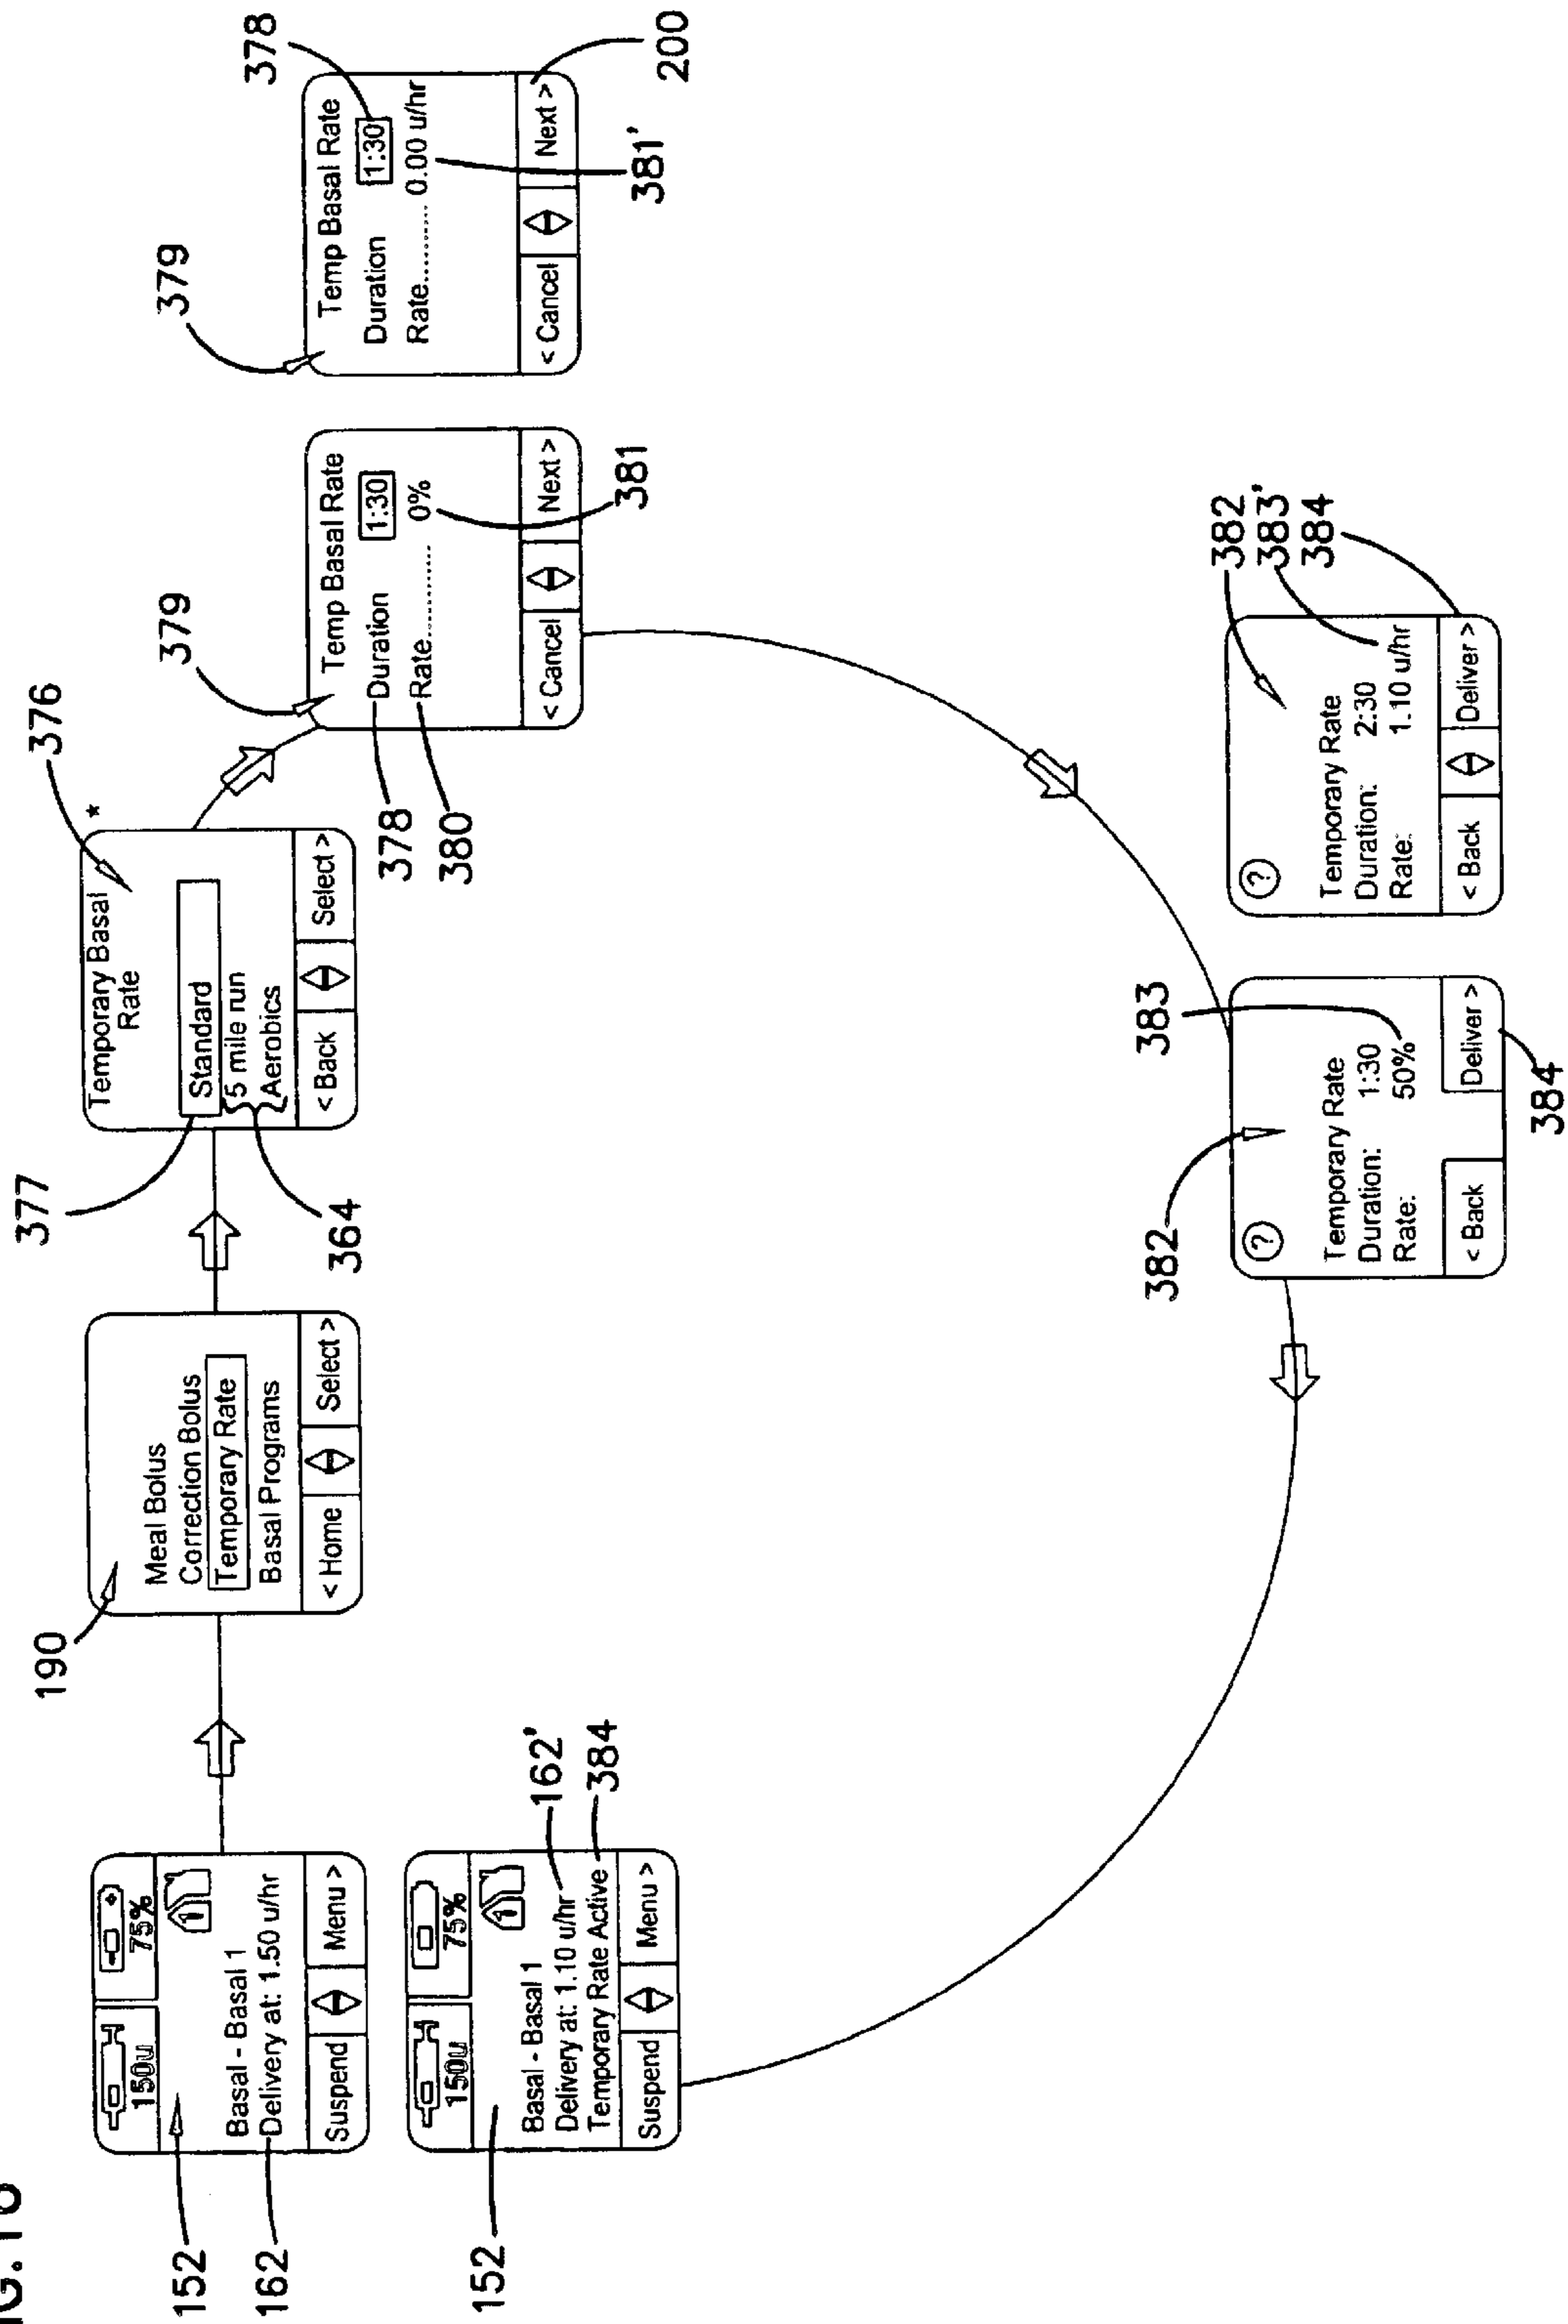 152
162
150u
75%
Basal - Basal 1
Delivery at: 1.50 u/hr
Suspend
Menu >
152
150u
75%
Basal - Basal 1
Delivery at: 1.10 u/hr
Temporary Rate Active
Suspend
Menu >
162'
384
190
Meal Bolus
Correction Bolus
Temporary Rate
Basal Programs
< Home
Select >
377
364
376
*
Temporary Basal
Rate
Standard
5 mile run
Aerobics
< Back
Select >
379
378
380
Temp Basal Rate
Duration 1:30
Rate........... 0%
< Cancel
Next >
381
379
378
Temp Basal Rate
Duration 1:30
Rate.......... 0.00 u/hr
< Cancel
Next >
381'
200
382
383
?
Temporary Rate
Duration: 1:30
Rate: 50%
< Back
Deliver >
384
?
Temporary Rate
Duration: 2:30
Rate: 1.10 u/hr
< Back
Deliver >
382
383'
384